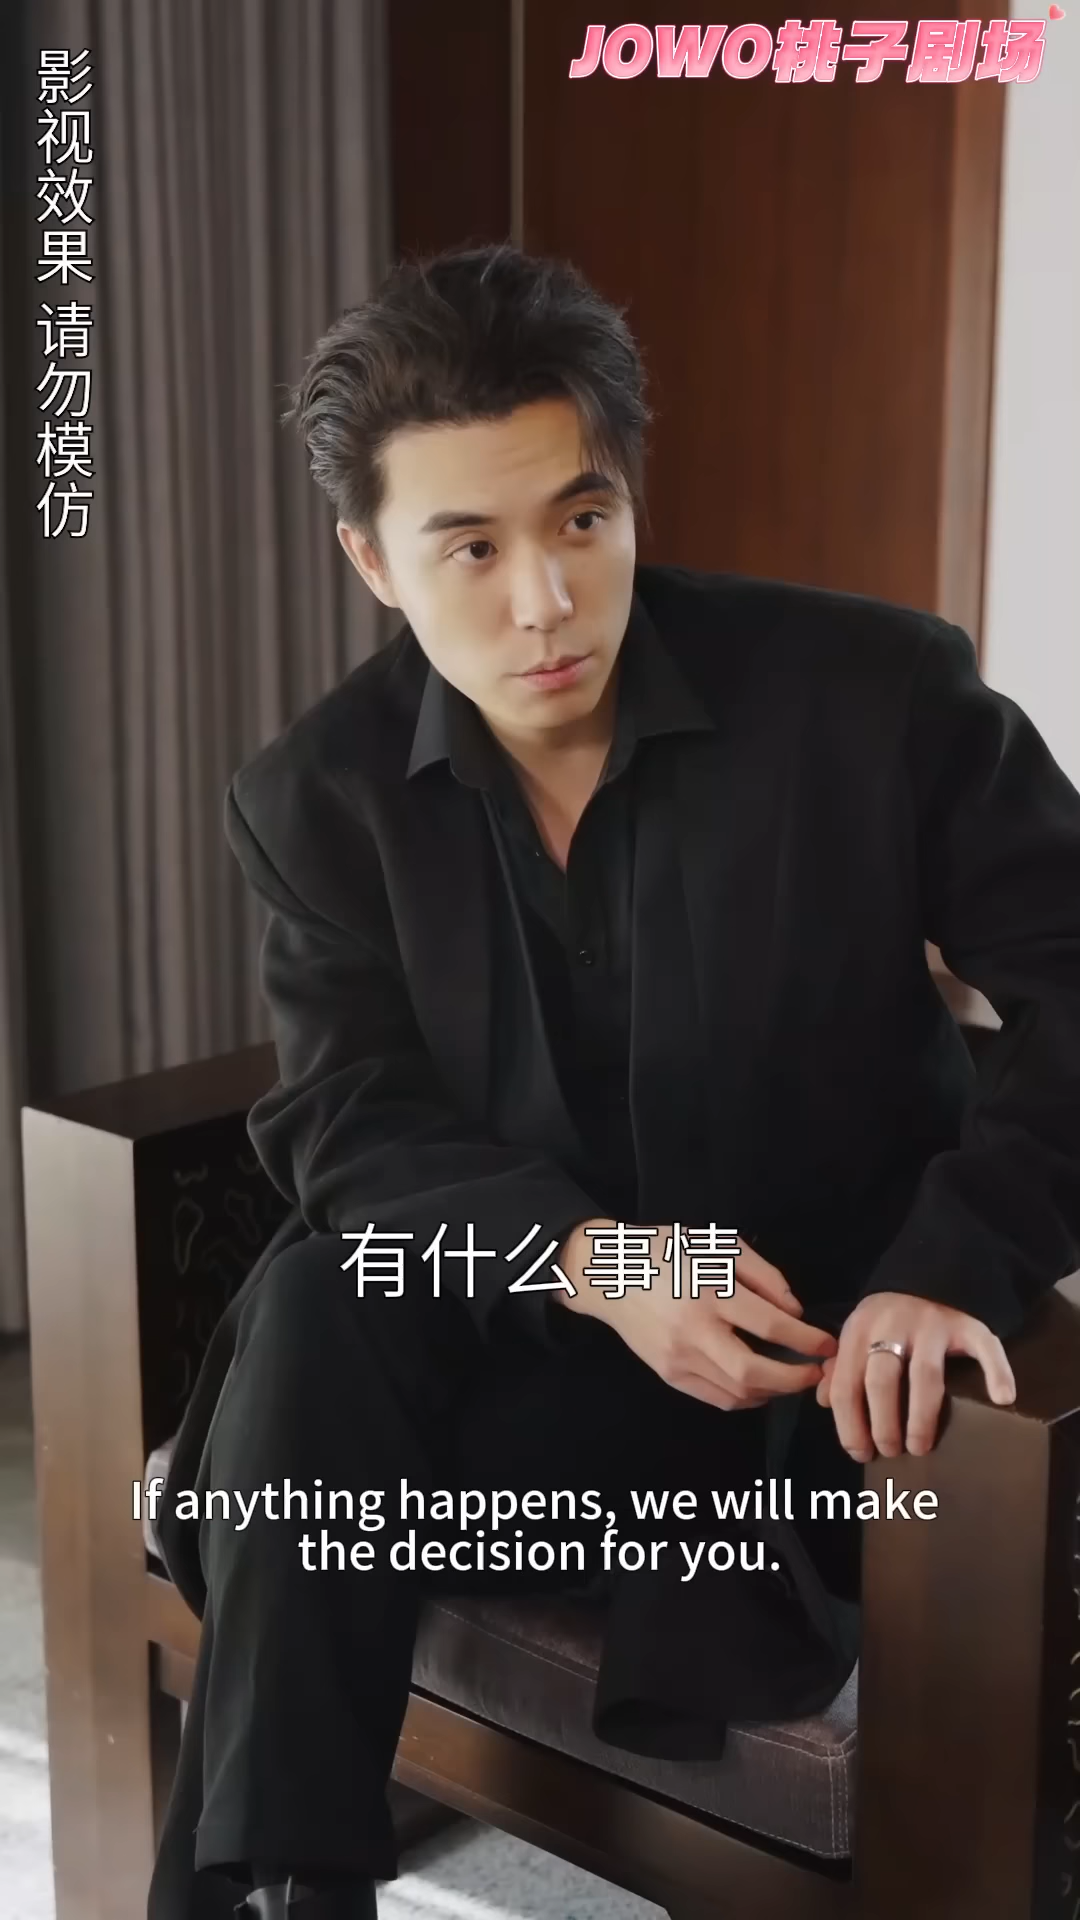 JOWO桃子剧场
影视效果 请勿模仿
有什么事情
If anything happens, we will make
the decision for you.